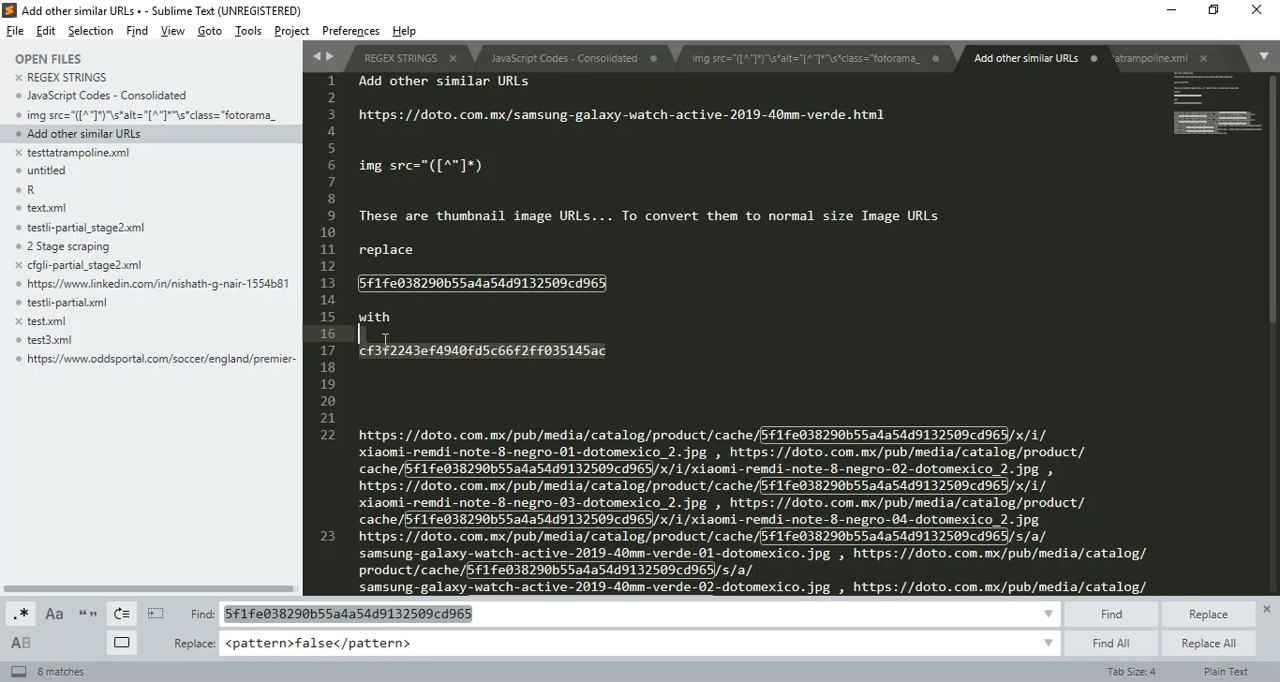 Add other similar URLs • - Sublime Text (UNREGISTERED)
File Edit Selection Find View Goto Tools Project Preferences Help
OPEN FILES
REGEX STRINGS
JavaScript Codes - Consolidated
img src="([^"]*)"\s*alt="[^"]*"\s*class="fotorama_
Add other similar URLs
testtatrampoline.xml
untitled
R
text.xml
testli-partial_stage2.xml
2 Stage scraping
cfgli-partial_stage2.xml
https://www.linkedin.com/in/nishath-g-nair-1554b81
testli-partial.xml
test.xml
test3.xml
https://www.oddsportal.com/soccer/england/premier-
REGEX STRINGS JavaScript Codes - Consolidated img src="([^"]*)"\s*alt="[^"]*"\s*class="fotorama_ Add other similar URLs tatrampoline.xml
1 Add other similar URLs
2
3 https://doto.com.mx/samsung-galaxy-watch-active-2019-40mm-verde.html
4
5
6 img src="([^"]*)
7
8
9 These are thumbnail image URLs... To convert them to normal size Image URLs
10
11 replace
12
13 5f1fe038290b55a4a54d9132509cd965
14
15 with
16
17 cf3f2243ef4940fd5c66f2ff035145ac
18
19
20
21
22 https://doto.com.mx/pub/media/catalog/product/cache/5f1fe038290b55a4a54d9132509cd965/x/i/
xiaomi-remdi-note-8-negro-01-dotomexico_2.jpg , https://doto.com.mx/pub/media/catalog/product/
cache/5f1fe038290b55a4a54d9132509cd965/x/i/xiaomi-remdi-note-8-negro-02-dotomexico_2.jpg ,
https://doto.com.mx/pub/media/catalog/product/cache/5f1fe038290b55a4a54d9132509cd965/x/i/
xiaomi-remdi-note-8-negro-03-dotomexico_2.jpg , https://doto.com.mx/pub/media/catalog/product/
cache/5f1fe038290b55a4a54d9132509cd965/x/i/xiaomi-remdi-note-8-negro-04-dotomexico_2.jpg
23 https://doto.com.mx/pub/media/catalog/product/cache/5f1fe038290b55a4a54d9132509cd965/s/a/
samsung-galaxy-watch-active-2019-40mm-verde-01-dotomexico.jpg , https://doto.com.mx/pub/media/catalog/
product/cache/5f1fe038290b55a4a54d9132509cd965/s/a/
samsung-galaxy-watch-active-2019-40mm-verde-02-dotomexico.jpg , https://doto.com.mx/pub/media/catalog/
.* Aa “” Find: 5f1fe038290b55a4a54d9132509cd965 Find Replace
AB Replace: <pattern>false</pattern> Find All Replace All
8 matches Tab Size: 4 Plain Text